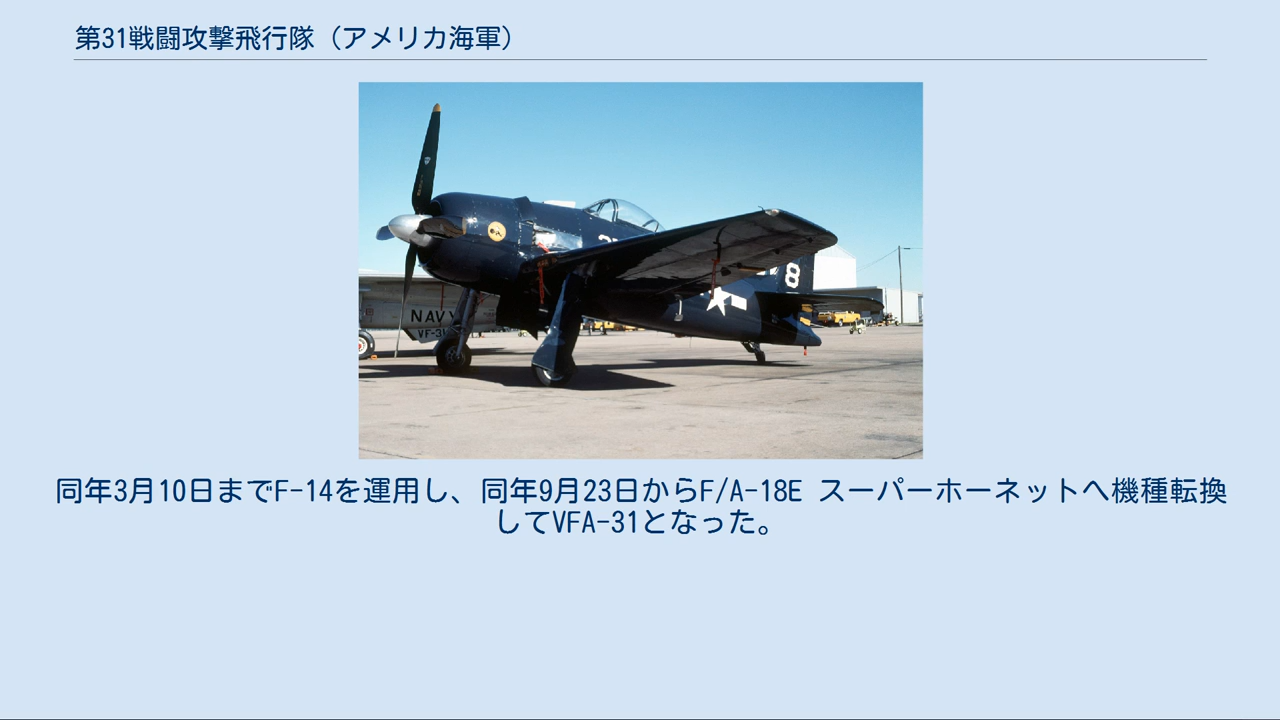 第31戦闘攻撃飛行隊（アメリカ海軍）
8
NAVY
VF-31
同年3月10日までF-14を運用し、同年9月23日からF/A-18E スーパーホーネットへ機種転換
してVFA-31となった。